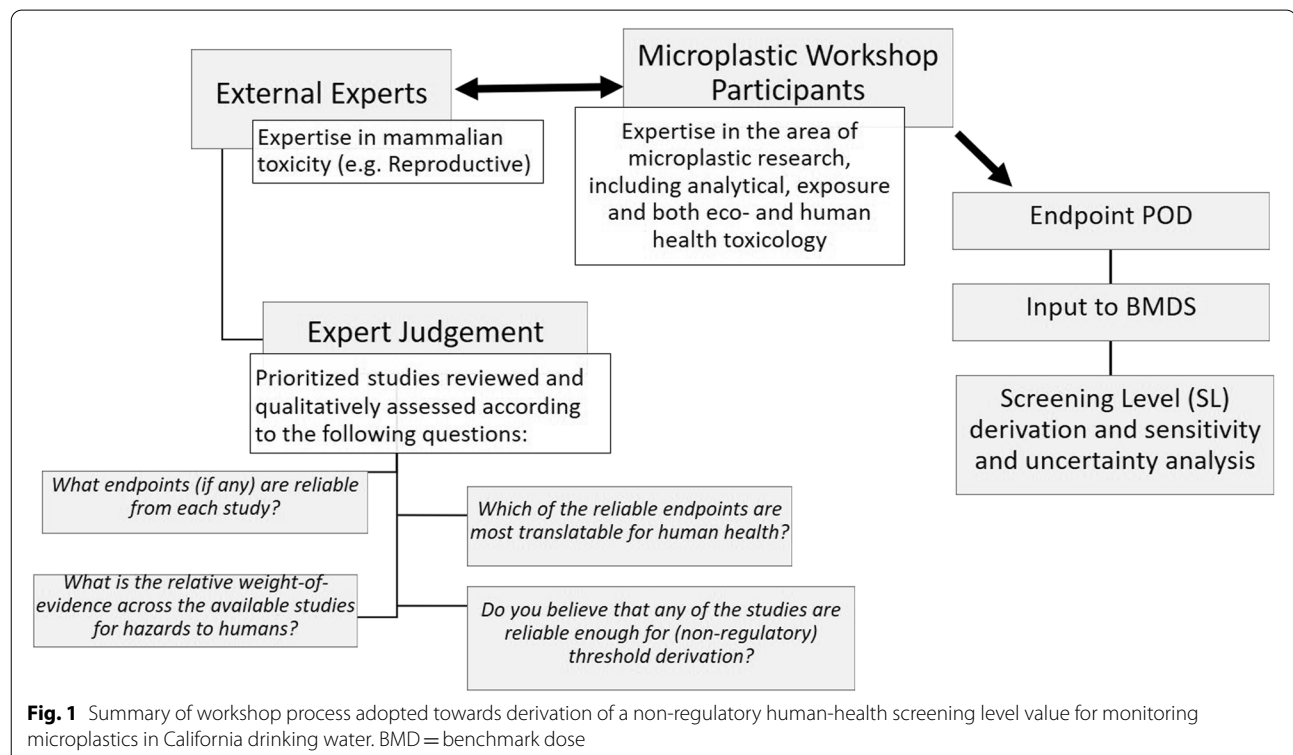 External Experts
Expertise in mammalian
toxicity (e.g. Reproductive)
Microplastic Workshop
Participants
Expertise in the area of
microplastic research,
including analytical, exposure
and both eco- and human
health toxicology
Endpoint POD
Input to BMDS
Screening Level (SL)
derivation and sensitivity
and uncertainty analysis
Expert Judgement
Prioritized studies reviewed and
qualitatively assessed according
to the following questions:
What endpoints (if any) are reliable
from each study?
Which of the reliable endpoints are
most translatable for human health?
What is the relative weight-of-
evidence across the available studies
for hazards to humans?
Do you believe that any of the studies are
reliable enough for (non-regulatory)
threshold derivation?
Fig. 1 Summary of workshop process adopted towards derivation of a non-regulatory human-health screening level value for monitoring
microplastics in California drinking water. BMD = benchmark dose